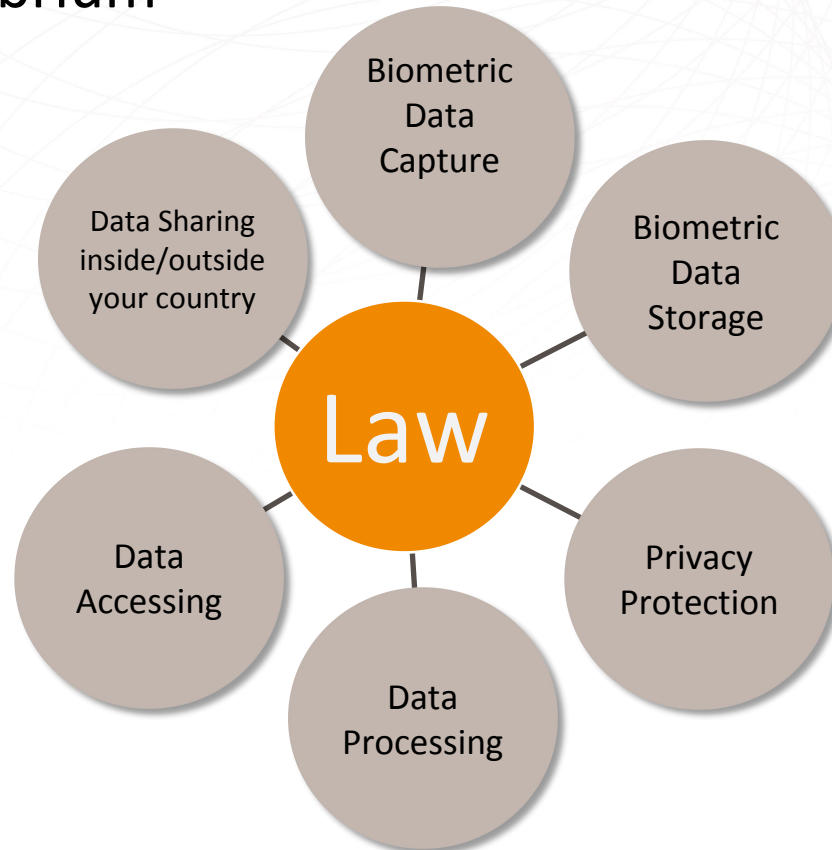 Biometric
Data
Capture
Data Sharing
inside/outside
your country
Biometric
Data
Storage
Law
Data
Accessing
Privacy
Protection
Data
Processing